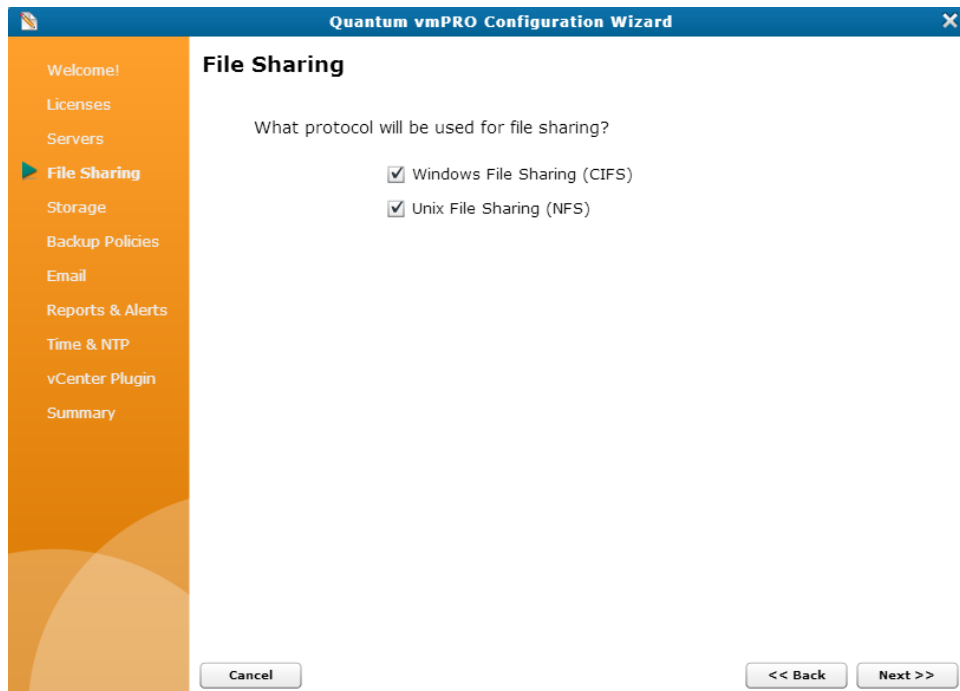 Quantum vmPRO Configuration Wizard
Welcome!
Licenses
Servers
File Sharing
Storage
Backup Policies
Email
Reports & Alerts
Time & NTP
vCenter Plugin
Summary
File Sharing
What protocol will be used for file sharing?
Windows File Sharing (CIFS)
Unix File Sharing (NFS)
Cancel
<< Back
Next >>